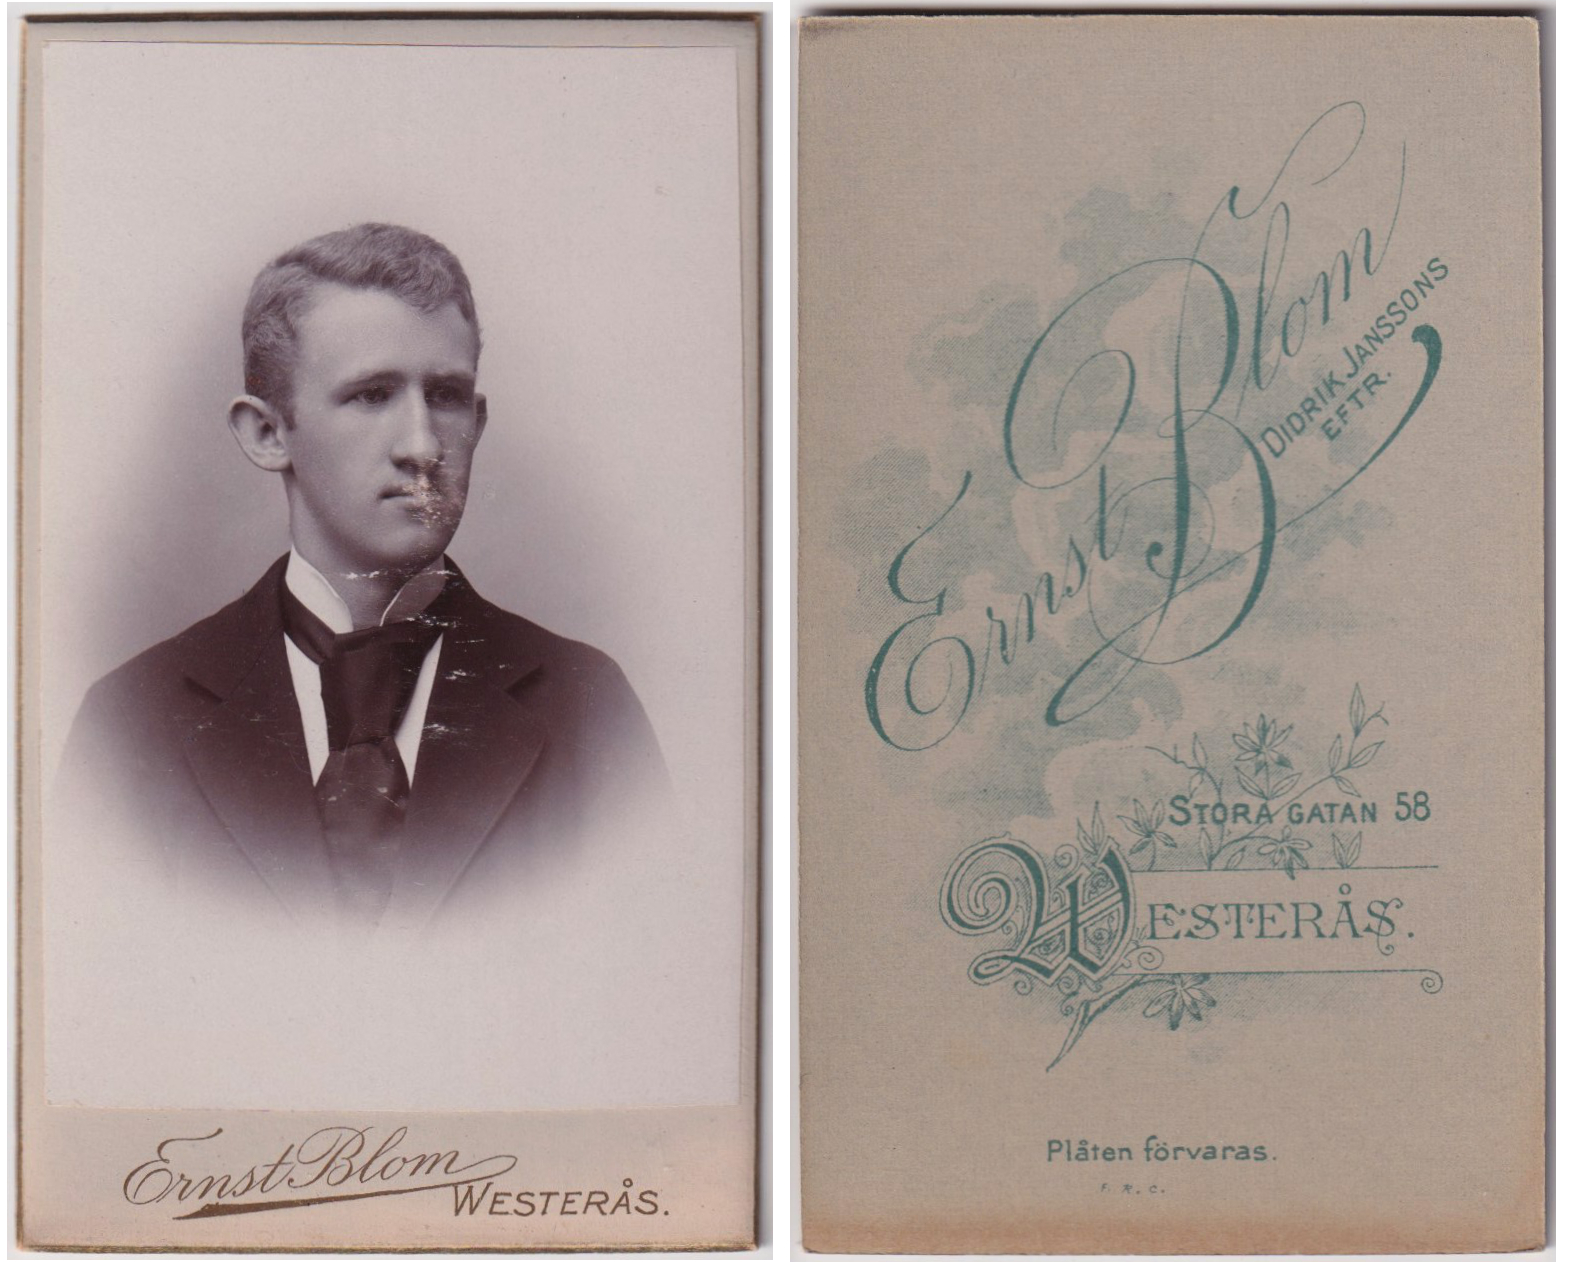 Ernst Blom
WESTERÅS.
Ernst Blom
DIDRIK JANSSONS
EFTR.
STORA GATAN 58
WESTERÅS.
Plåten förvaras.
F. R. C.